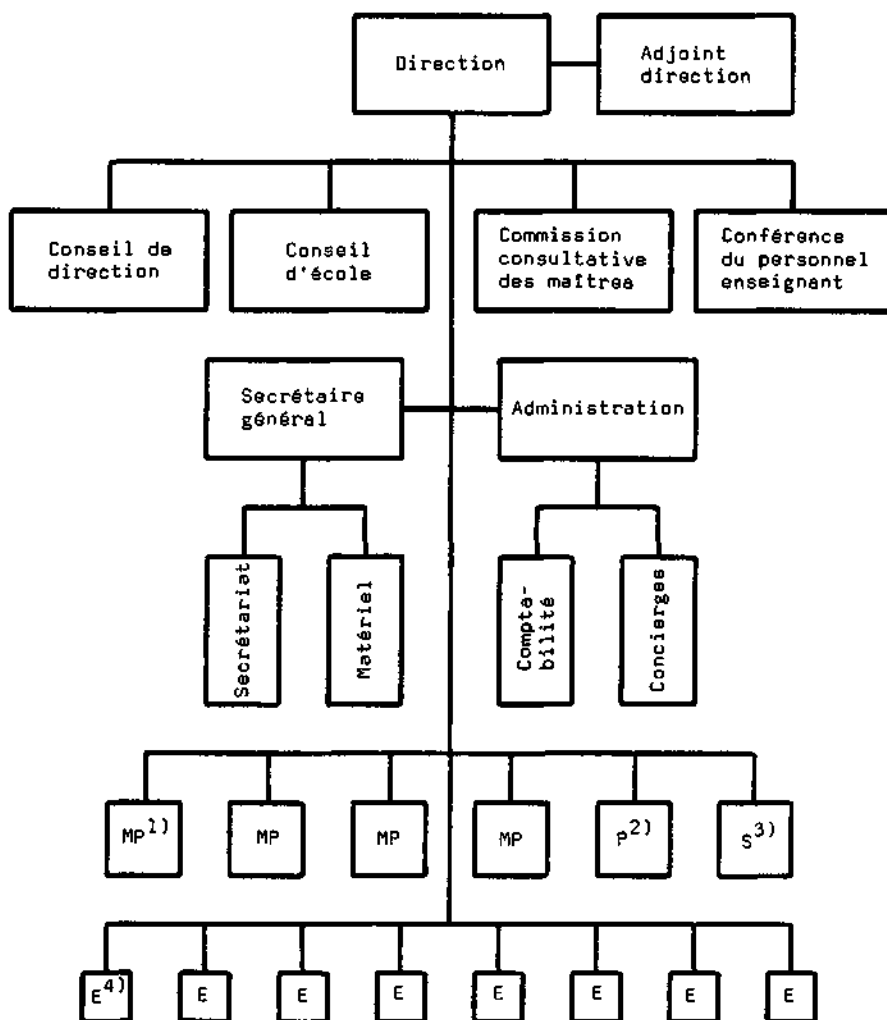 Direction
Adjoint
direction
Conseil de
direction
Conseil
d'école
Commission
consultative
des maîtres
Conférence
du personnel
enseignant
Secrétaire
général
Administration
Secrétariat
Matériel
Compta-
bilité
Concierges
MP1)
MP
MP
MP
P2)
S3)
E4)
E
E
E
E
E
E
E